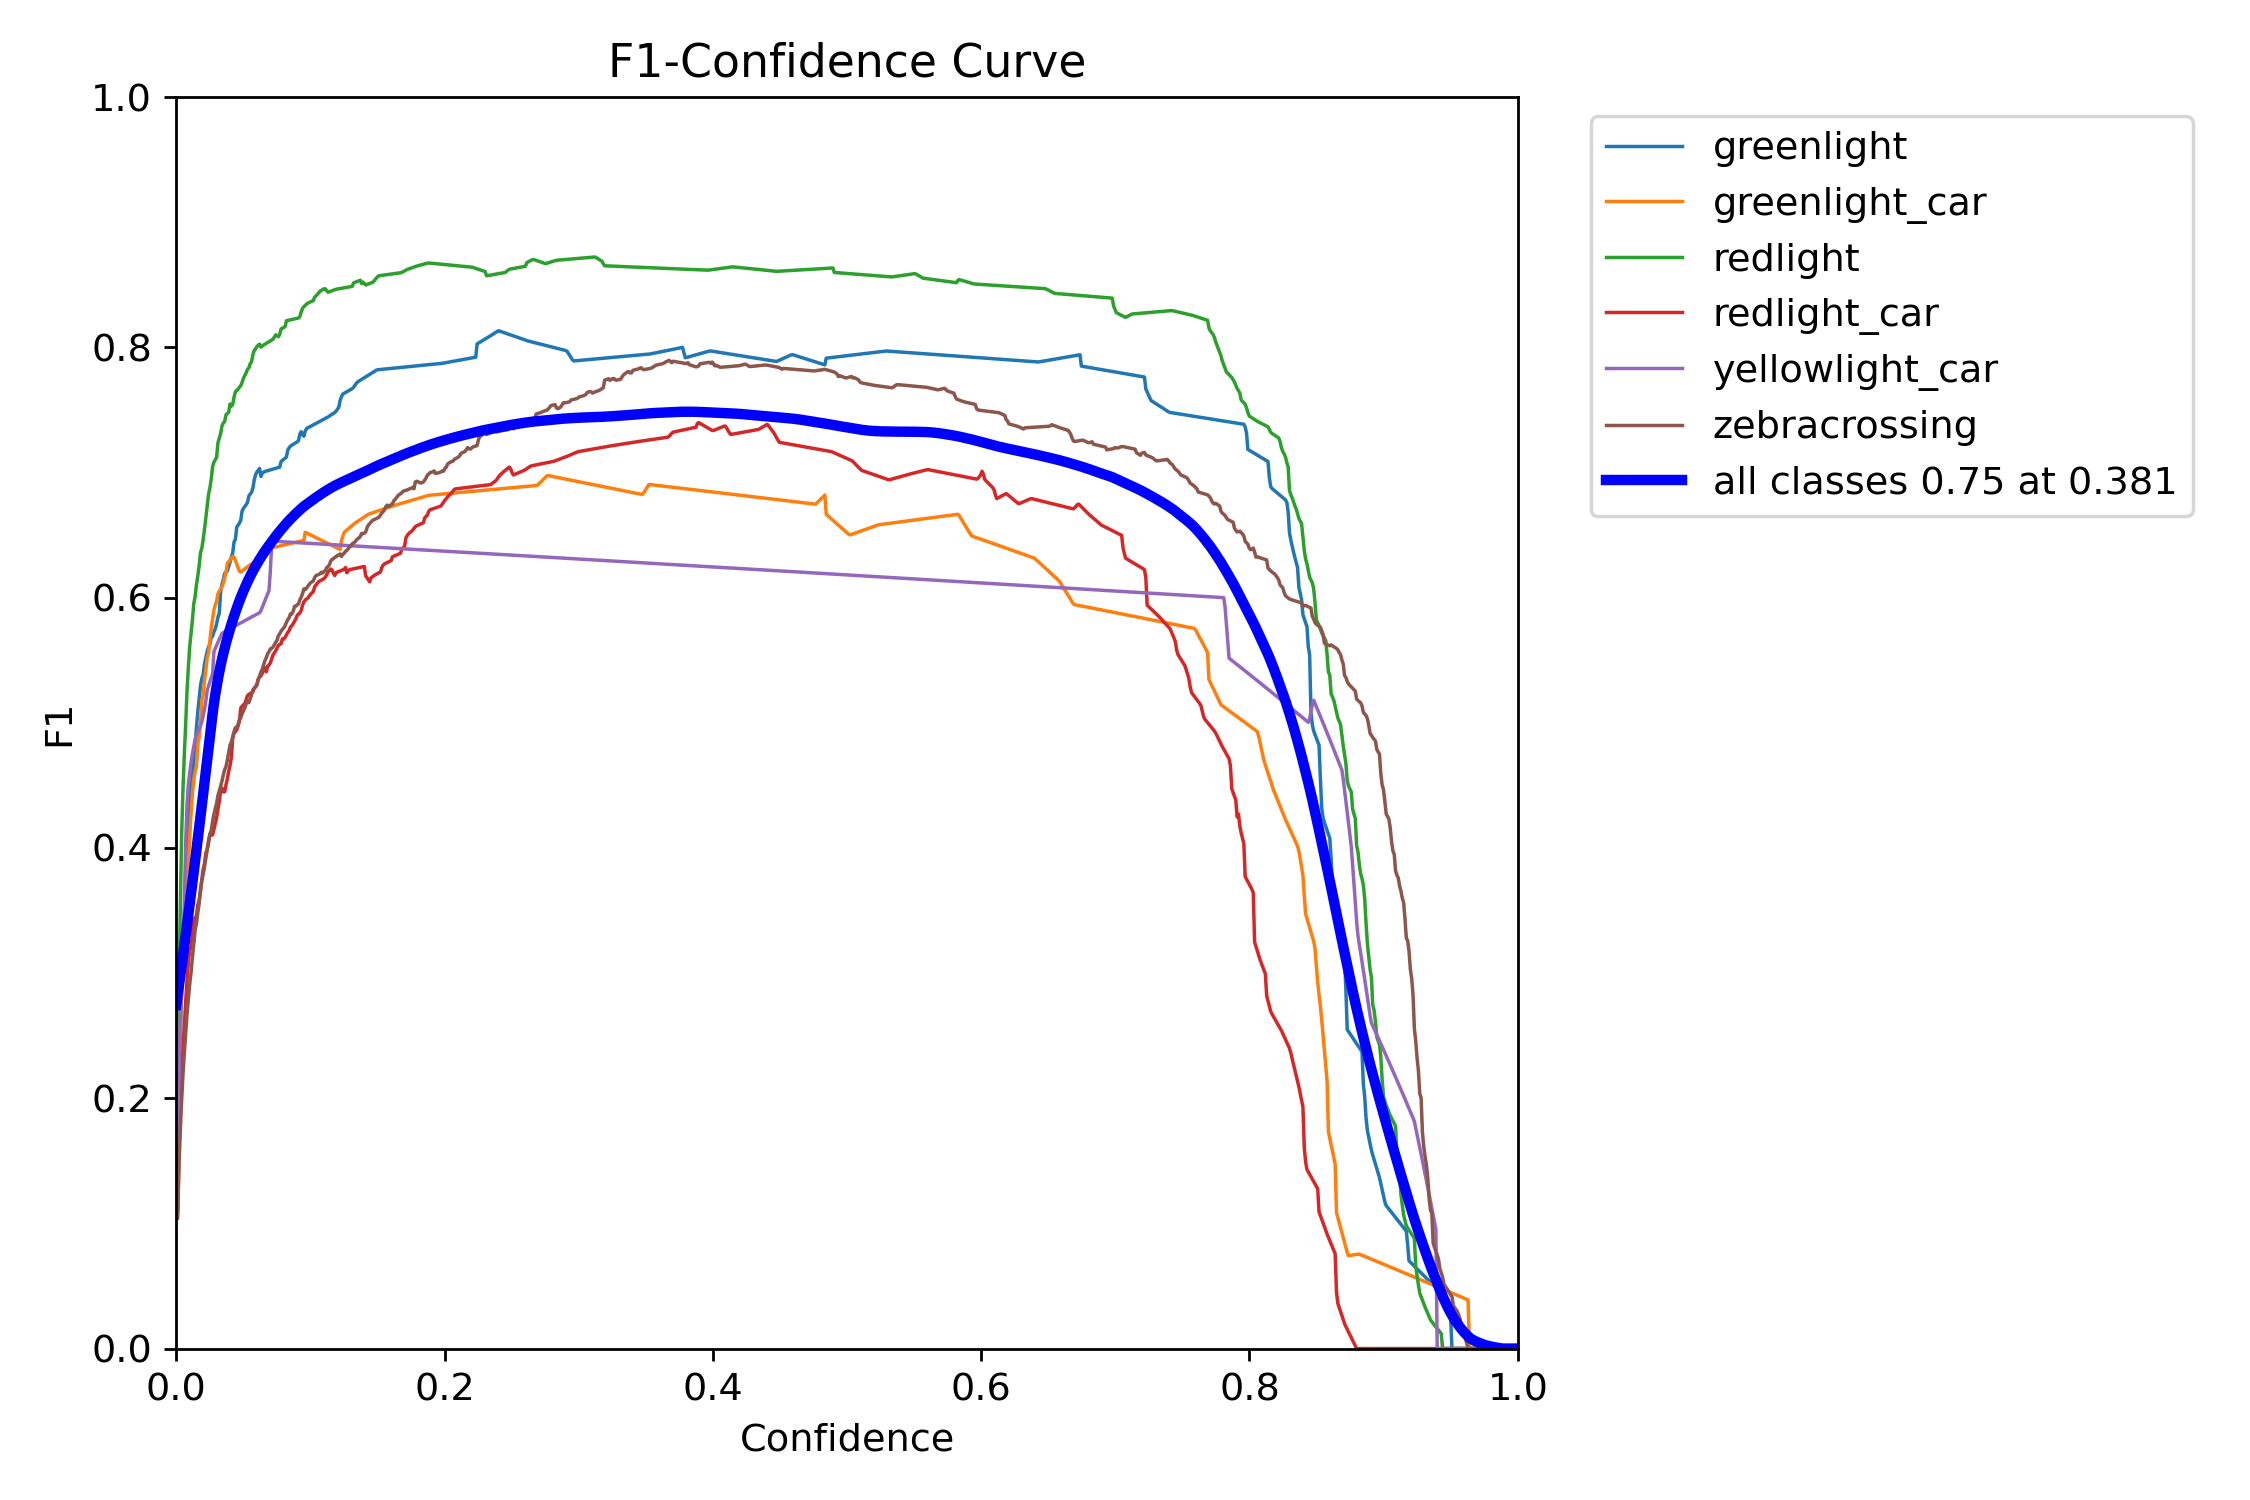 F1-Confidence Curve
1.0
0.8
0.6
0.4
0.2
0.0
F1
0.0 0.2 0.4 0.6 0.8 1.0
Confidence
greenlight
greenlight_car
redlight
redlight_car
yellowlight_car
zebracrossing
all classes 0.75 at 0.381